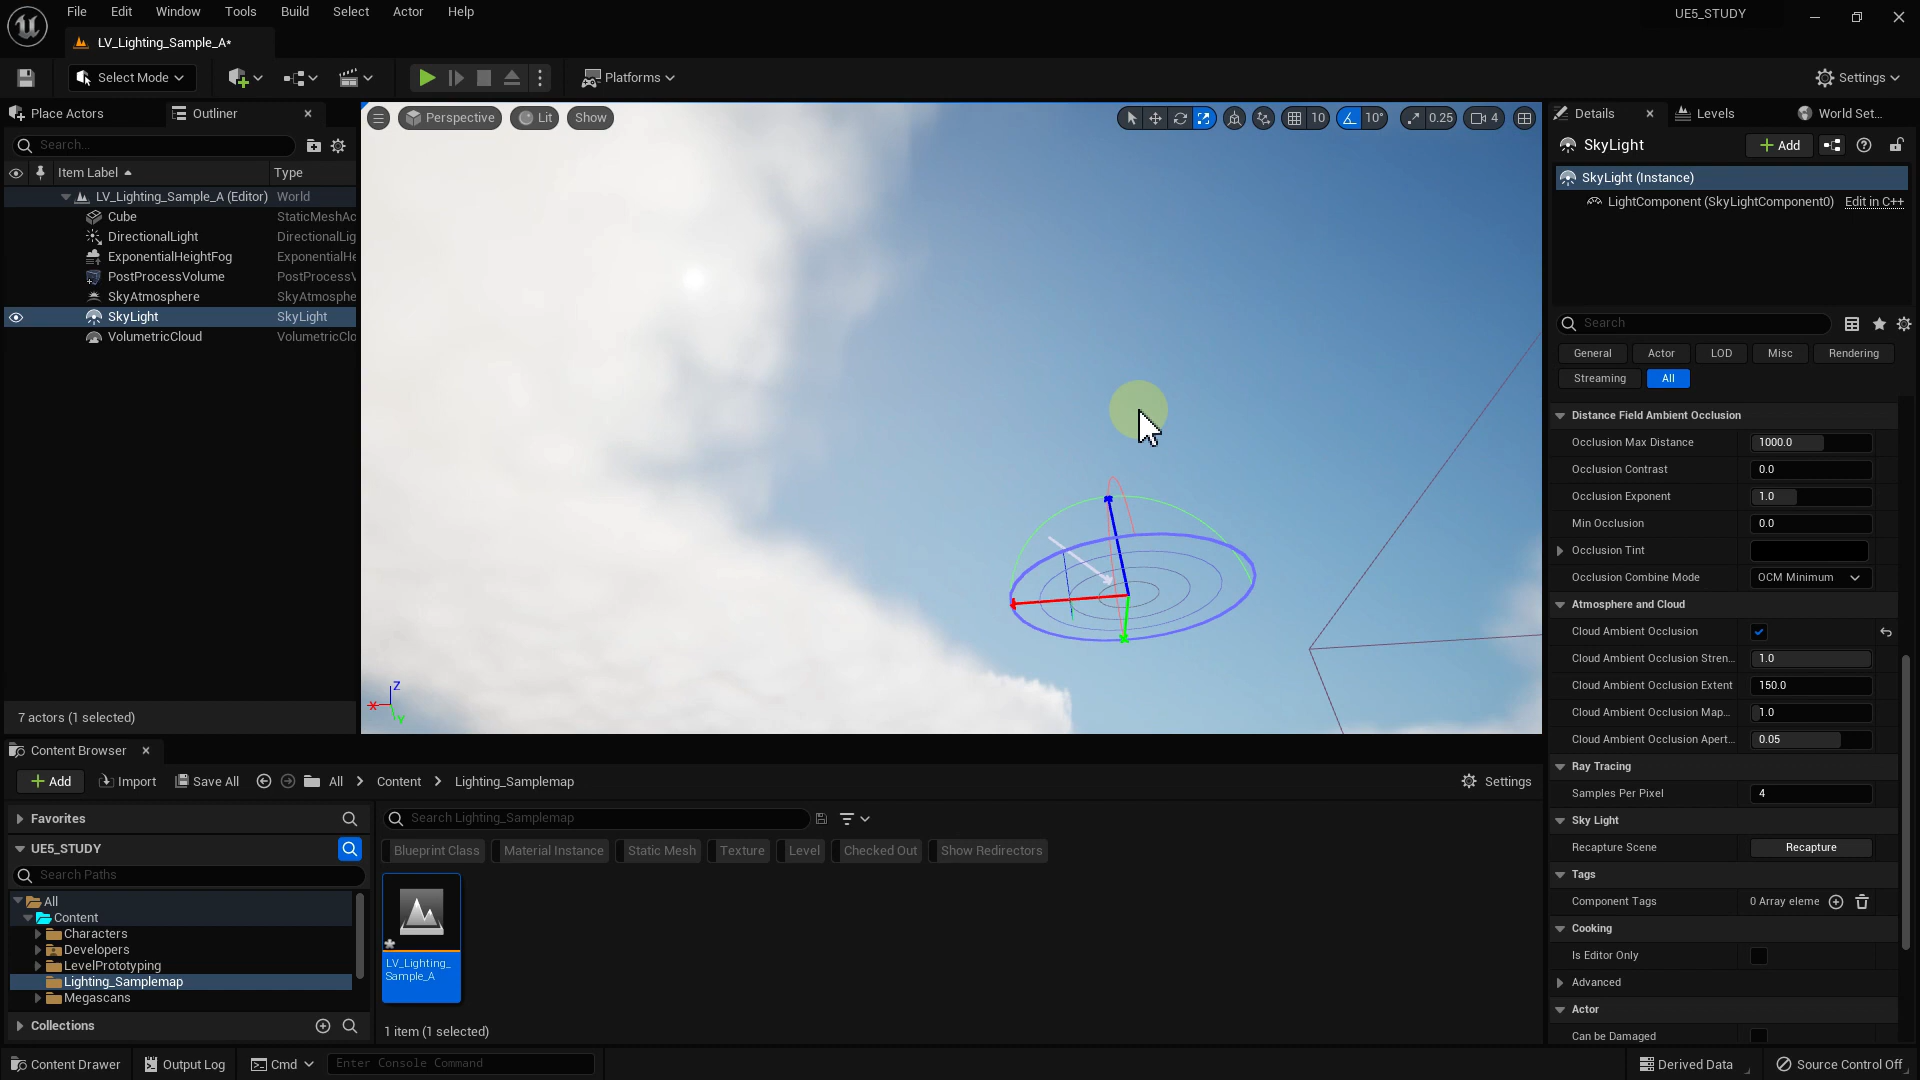 File Edit Window Tools Build Select Actor Help
UE5_STUDY
LV_Lighting_Sample_A*
Select Mode
Platforms
Settings
Place Actors
Outliner
Search...
Item Label
Type
LV_Lighting_Sample_A (Editor) World
Cube StaticMeshAc
DirectionalLight DirectionalLig
ExponentialHeightFog ExponentialHe
PostProcessVolume PostProcessV
SkyAtmosphere SkyAtmosphe
SkyLight SkyLight
VolumetricCloud VolumetricClo
7 actors (1 selected)
Perspective
Lit
Show
10
10°
0.25
4
Z
X
Y
Details
Levels
World Set...
SkyLight
Add
SkyLight (Instance)
LightComponent (SkyLightComponent0) Edit in C++
Search
General Actor LOD Misc Rendering
Streaming All
Distance Field Ambient Occlusion
Occlusion Max Distance 1000.0
Occlusion Contrast 0.0
Occlusion Exponent 1.0
Min Occlusion 0.0
Occlusion Tint
Occlusion Combine Mode OCM Minimum
Atmosphere and Cloud
Cloud Ambient Occlusion
Cloud Ambient Occlusion Stren... 1.0
Cloud Ambient Occlusion Extent 150.0
Cloud Ambient Occlusion Map... 1.0
Cloud Ambient Occlusion Apert... 0.05
Ray Tracing
Samples Per Pixel 4
Sky Light
Recapture Scene Recapture
Tags
Component Tags 0 Array eleme
Cooking
Is Editor Only
Advanced
Actor
Can be Damaged
Content Browser
Add Import Save All All Content Lighting_Samplemap
Settings
Favorites
UE5_STUDY
Search Paths
All
Content
Characters
Developers
LevelPrototyping
Lighting_Samplemap
Megascans
Collections
Search Lighting_Samplemap
Blueprint Class Material Instance Static Mesh Texture Level Checked Out Show Redirectors
LV_Lighting_
Sample_A
1 item (1 selected)
Content Drawer Output Log Cmd Enter Console Command
Derived Data Source Control Off